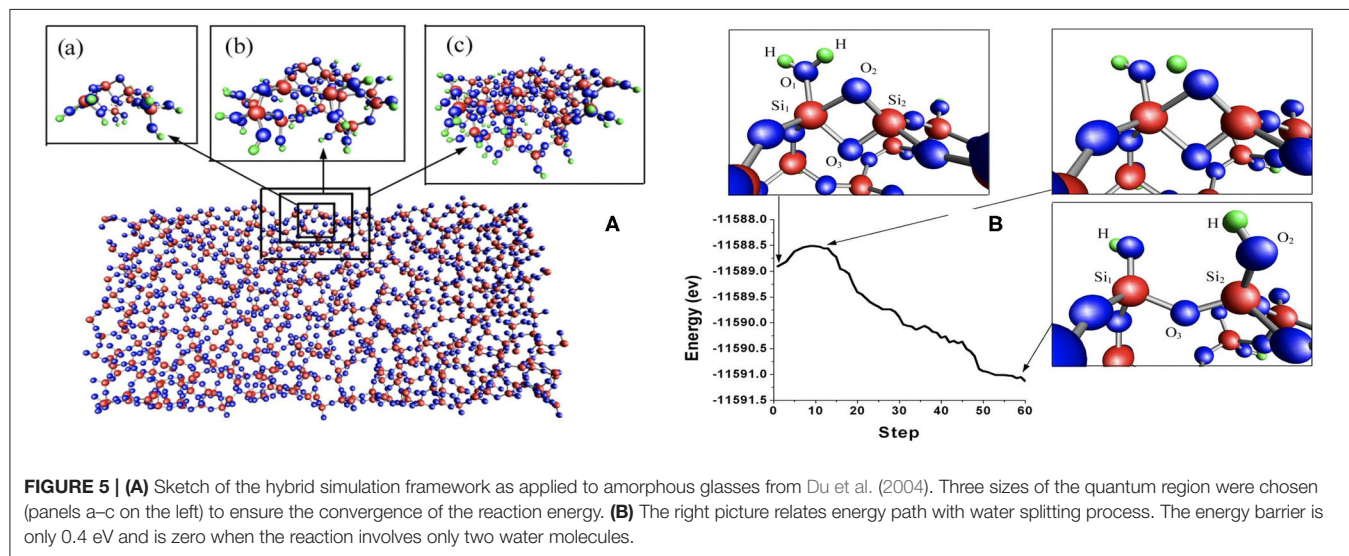 (a)
(b)
(c)
A
H
H
O₁
O₂
Si₁
Si₂
O₃
B
-11588.0
-11588.5
-11589.0
-11589.5
-11590.0
-11590.5
-11591.0
-11591.5
Energy (ev)
0
10
20
30
40
50
60
Step
H
H
O₂
Si₁
Si₂
O₃
FIGURE 5 | (A) Sketch of the hybrid simulation framework as applied to amorphous glasses from Du et al. (2004). Three sizes of the quantum region were chosen
(panels a–c on the left) to ensure the convergence of the reaction energy. (B) The right picture relates energy path with water splitting process. The energy barrier is
only 0.4 eV and is zero when the reaction involves only two water molecules.